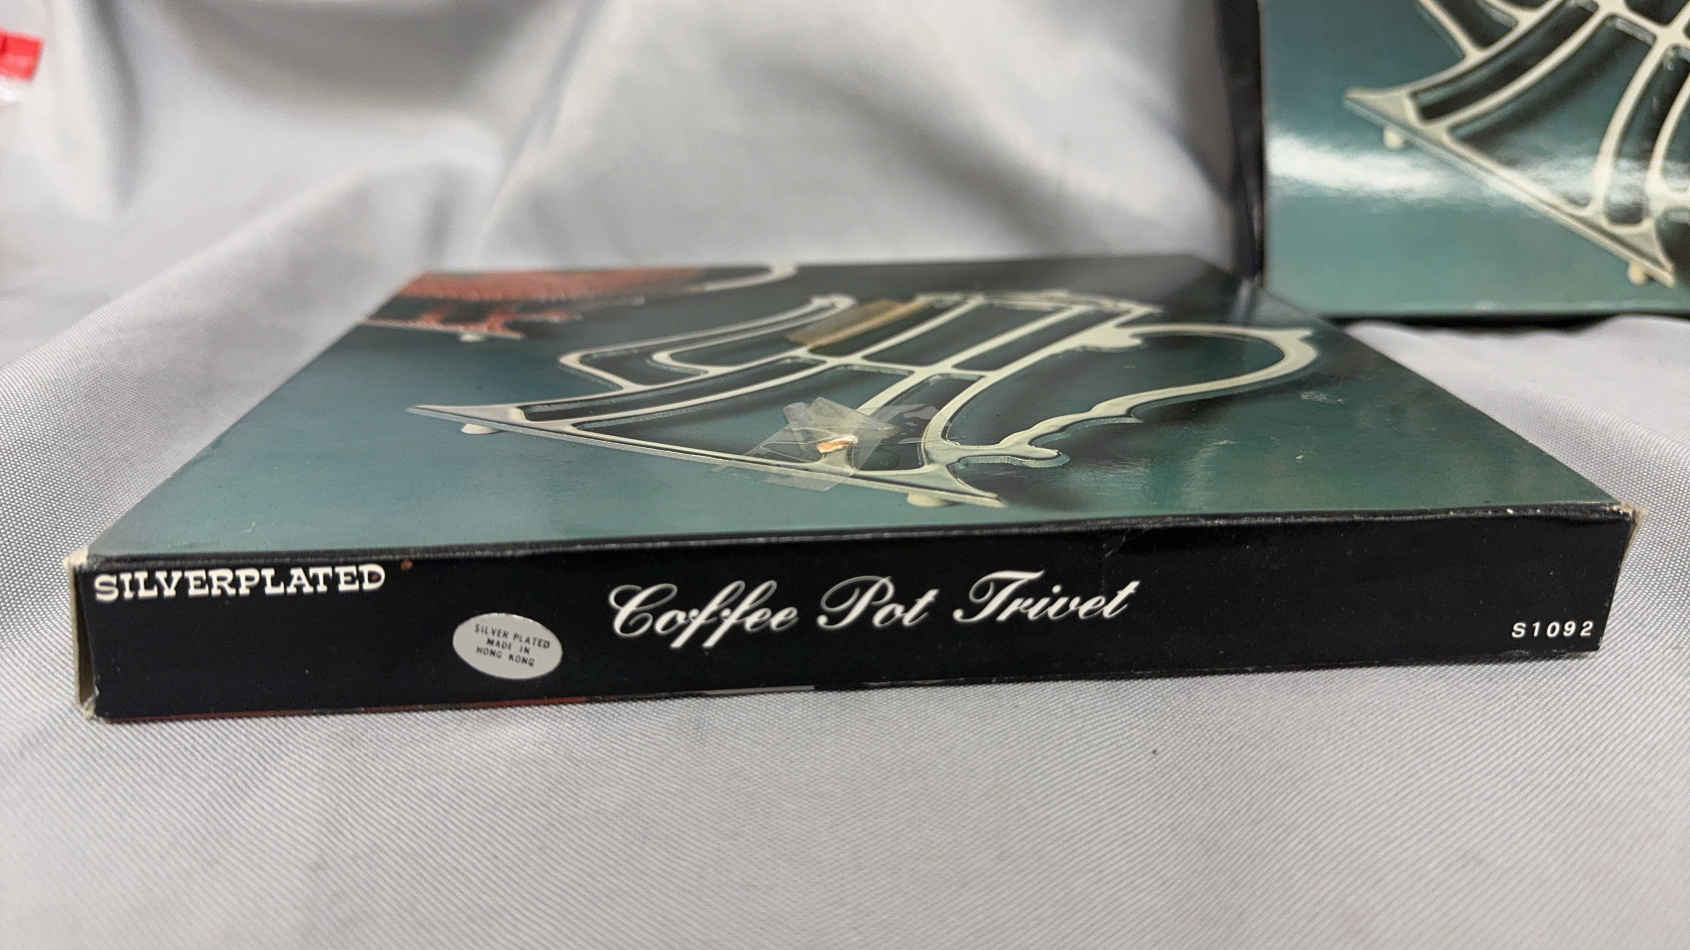 SILVERPLATED
SILVER PLATED
MADE IN
HONG KONG
Coffee Pot Trivet
S1092